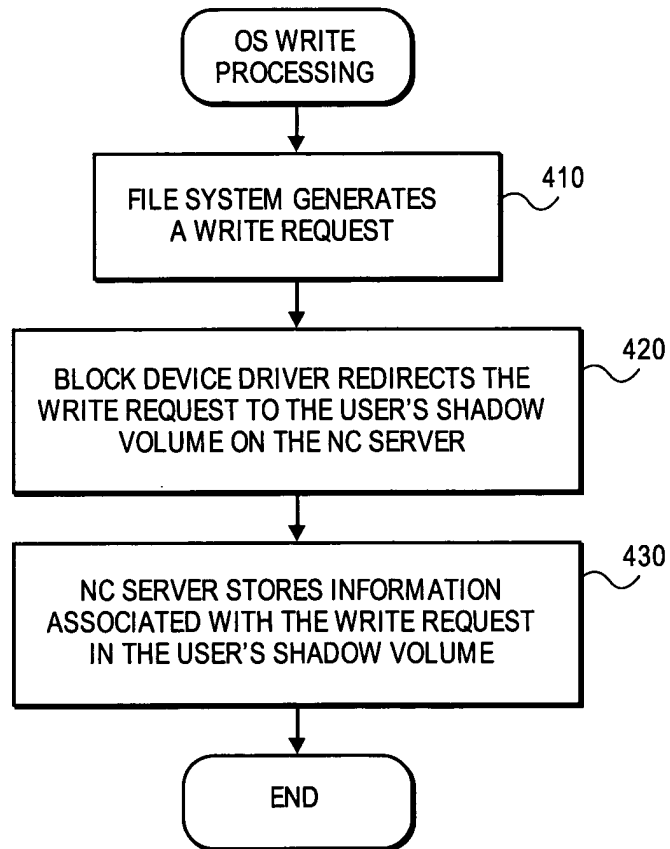 OS WRITE
PROCESSING
410
FILE SYSTEM GENERATES
A WRITE REQUEST
420
BLOCK DEVICE DRIVER REDIRECTS THE
WRITE REQUEST TO THE USER'S SHADOW
VOLUME ON THE NC SERVER
430
NC SERVER STORES INFORMATION
ASSOCIATED WITH THE WRITE REQUEST
IN THE USER'S SHADOW VOLUME
END